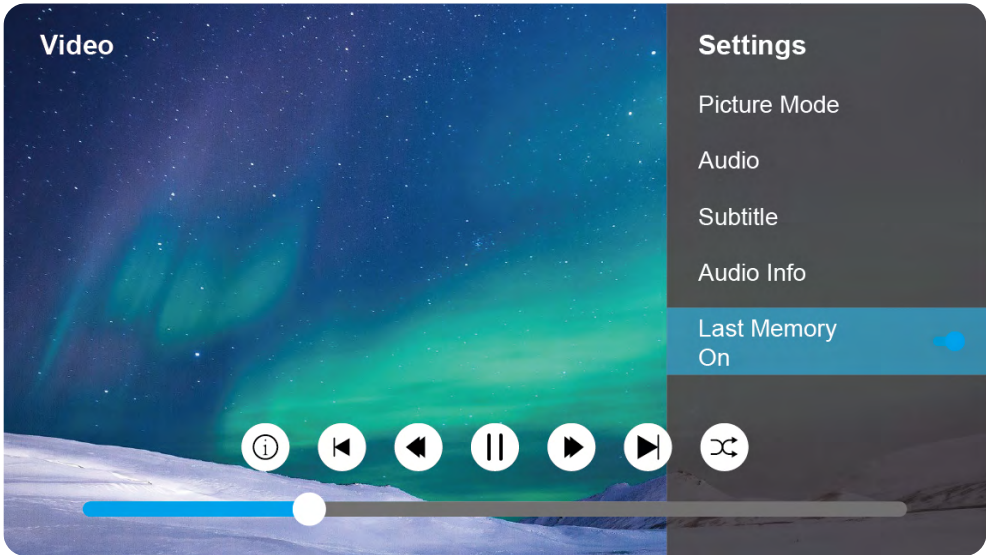 Video
Settings
Picture Mode
Audio
Subtitle
Audio Info
Last Memory
On